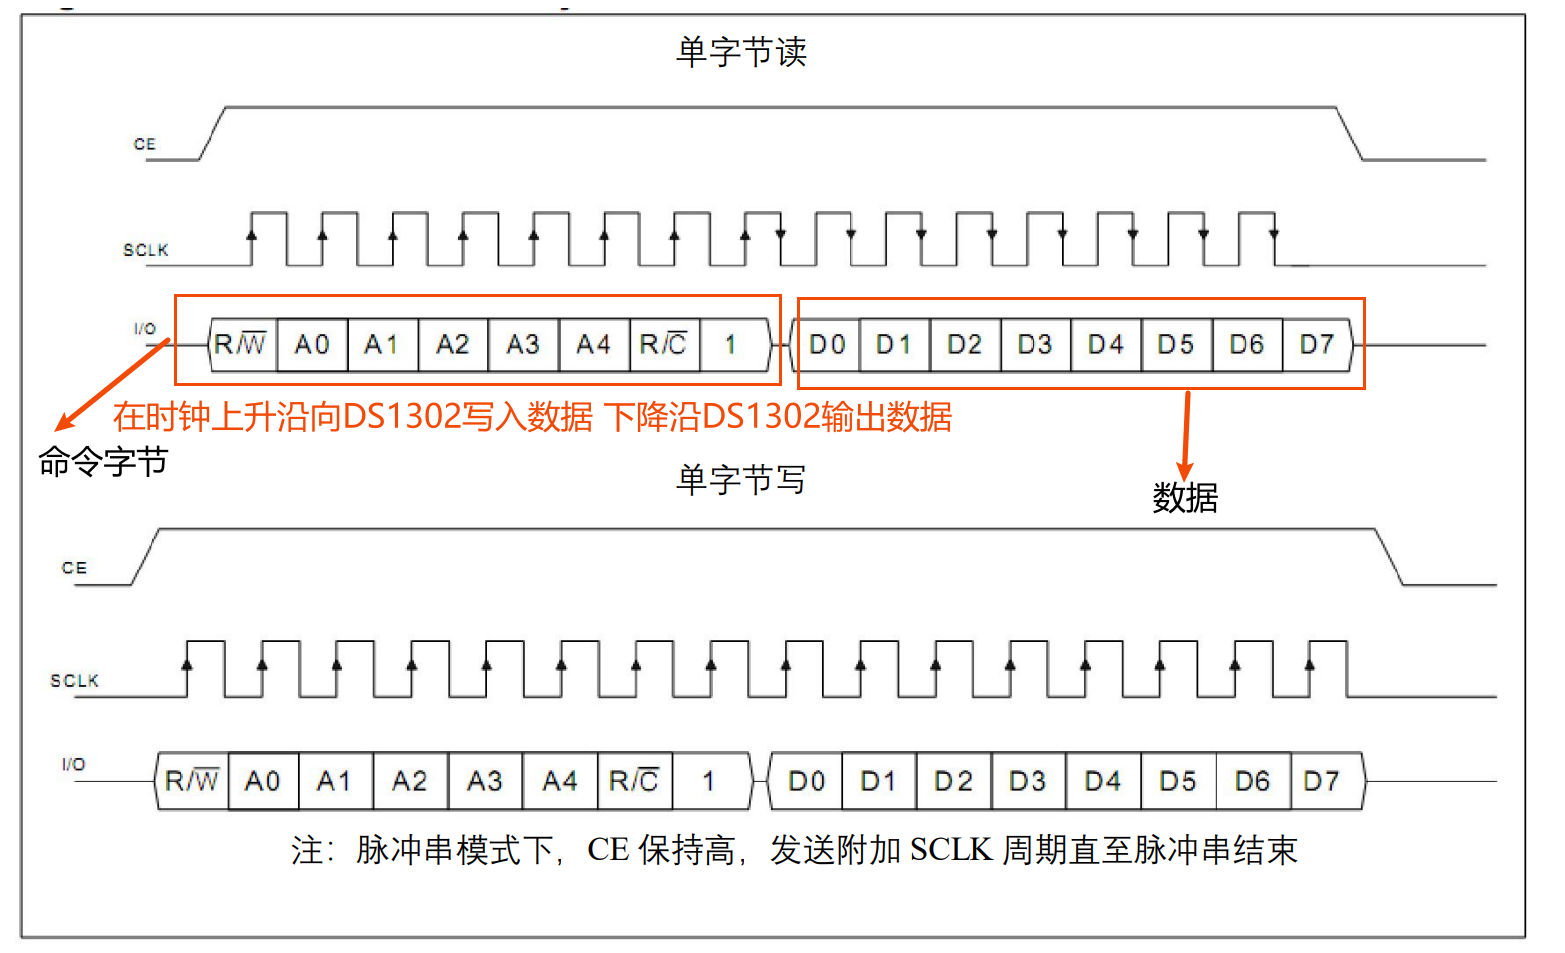 单字节读
CE
SCLK
I/O
R/W A0 A1 A2 A3 A4 R/C 1 D0 D1 D2 D3 D4 D5 D6 D7
在时钟上升沿向DS1302写入数据 下降沿DS1302输出数据
命令字节
单字节写
数据
CE
SCLK
I/O
R/W A0 A1 A2 A3 A4 R/C 1 D0 D1 D2 D3 D4 D5 D6 D7
注：脉冲串模式下，CE 保持高，发送附加 SCLK 周期直至脉冲串结束